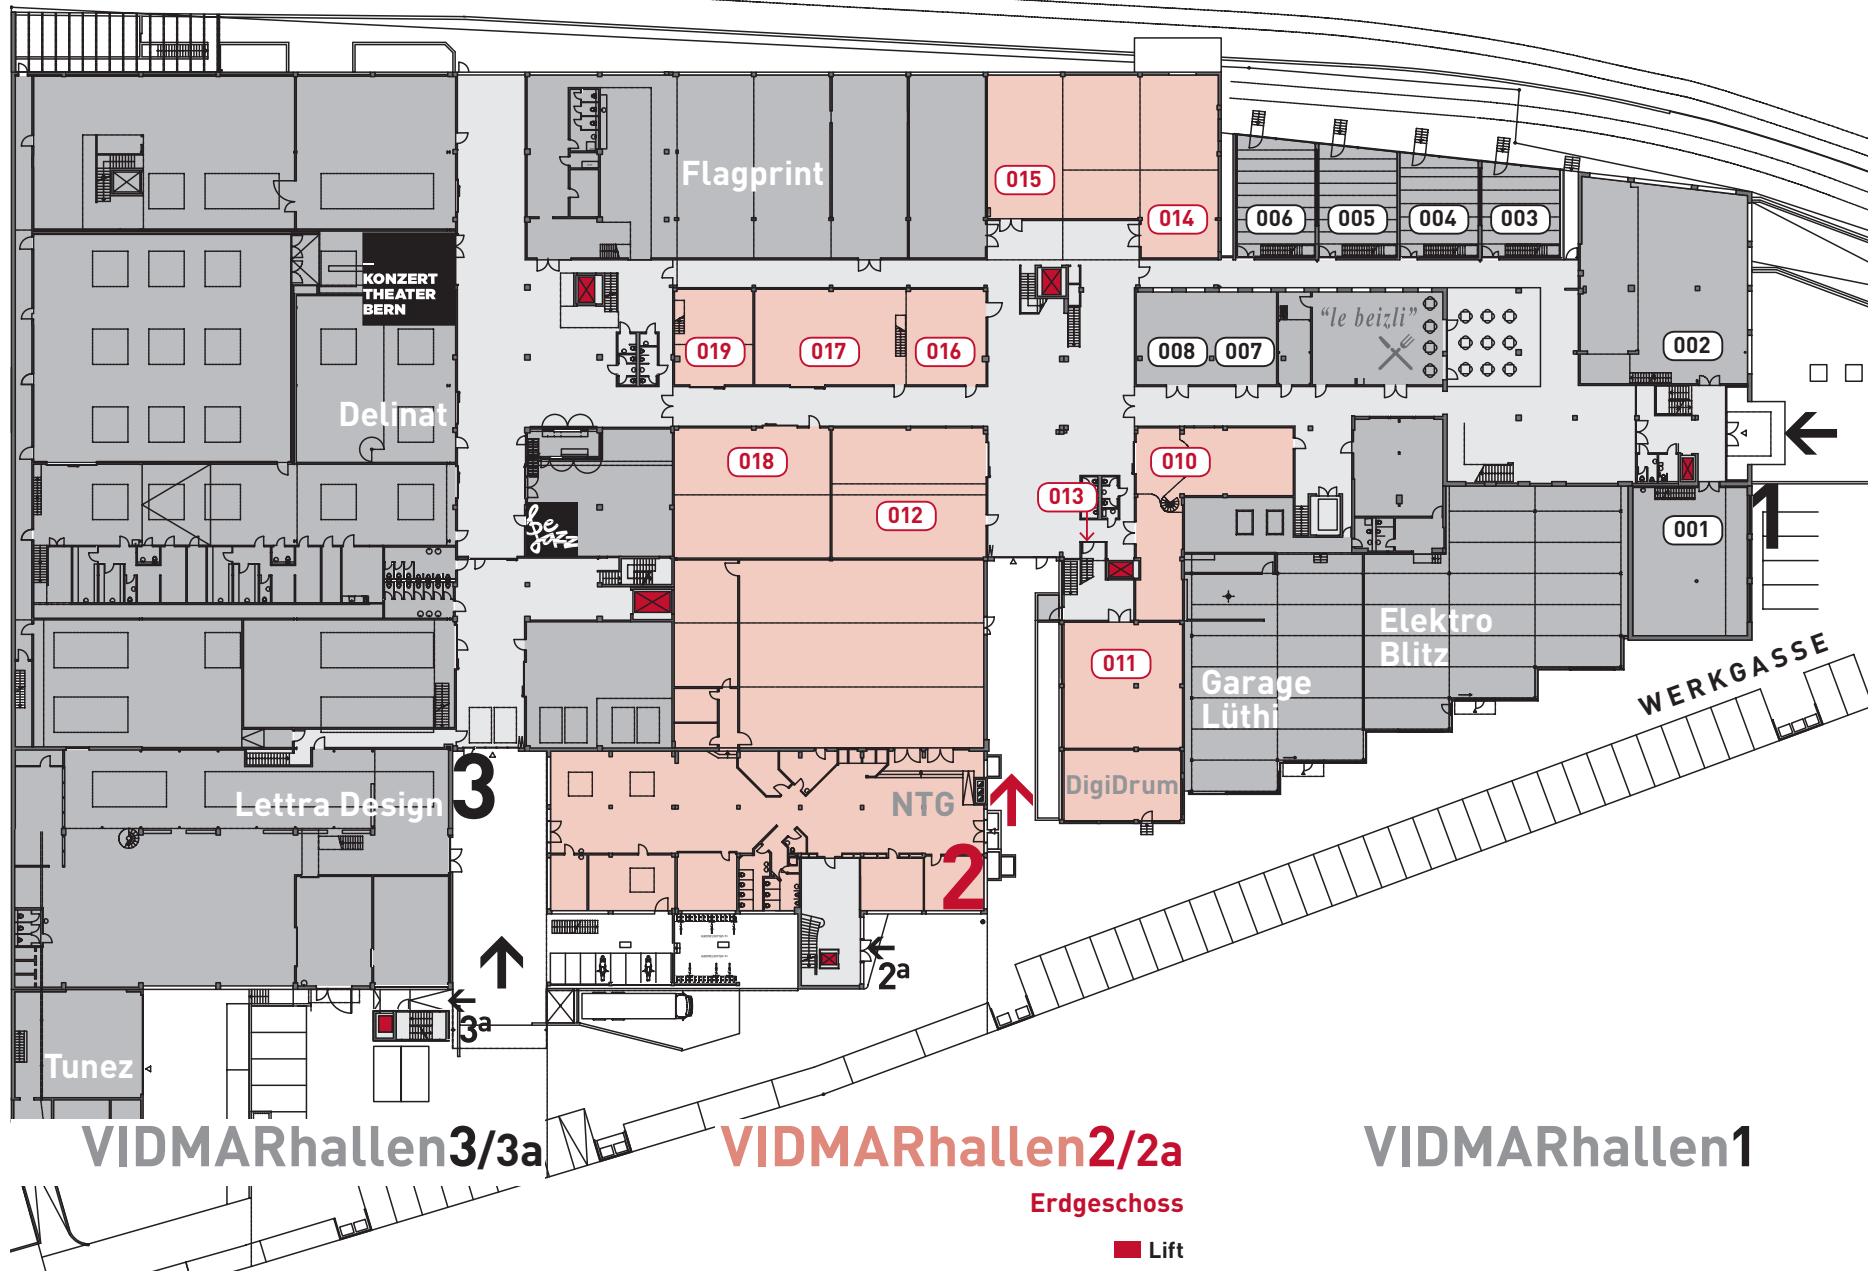 Flagprint
015
014
006
005
004
003
KONZERT
THEATER
BERN
019
017
016
008
007
“le beizli”
002
Delinat
018
012
013
010
be
jazz
001
1
011
Elektro
Blitz
Garage
Lüthi
WERKGASSE
Lettra Design
3
NTG
DigiDrum
2
2a
3a
Tunez
VIDMARhallen3/3a
VIDMARhallen2/2a
VIDMARhallen1
Erdgeschoss
Lift